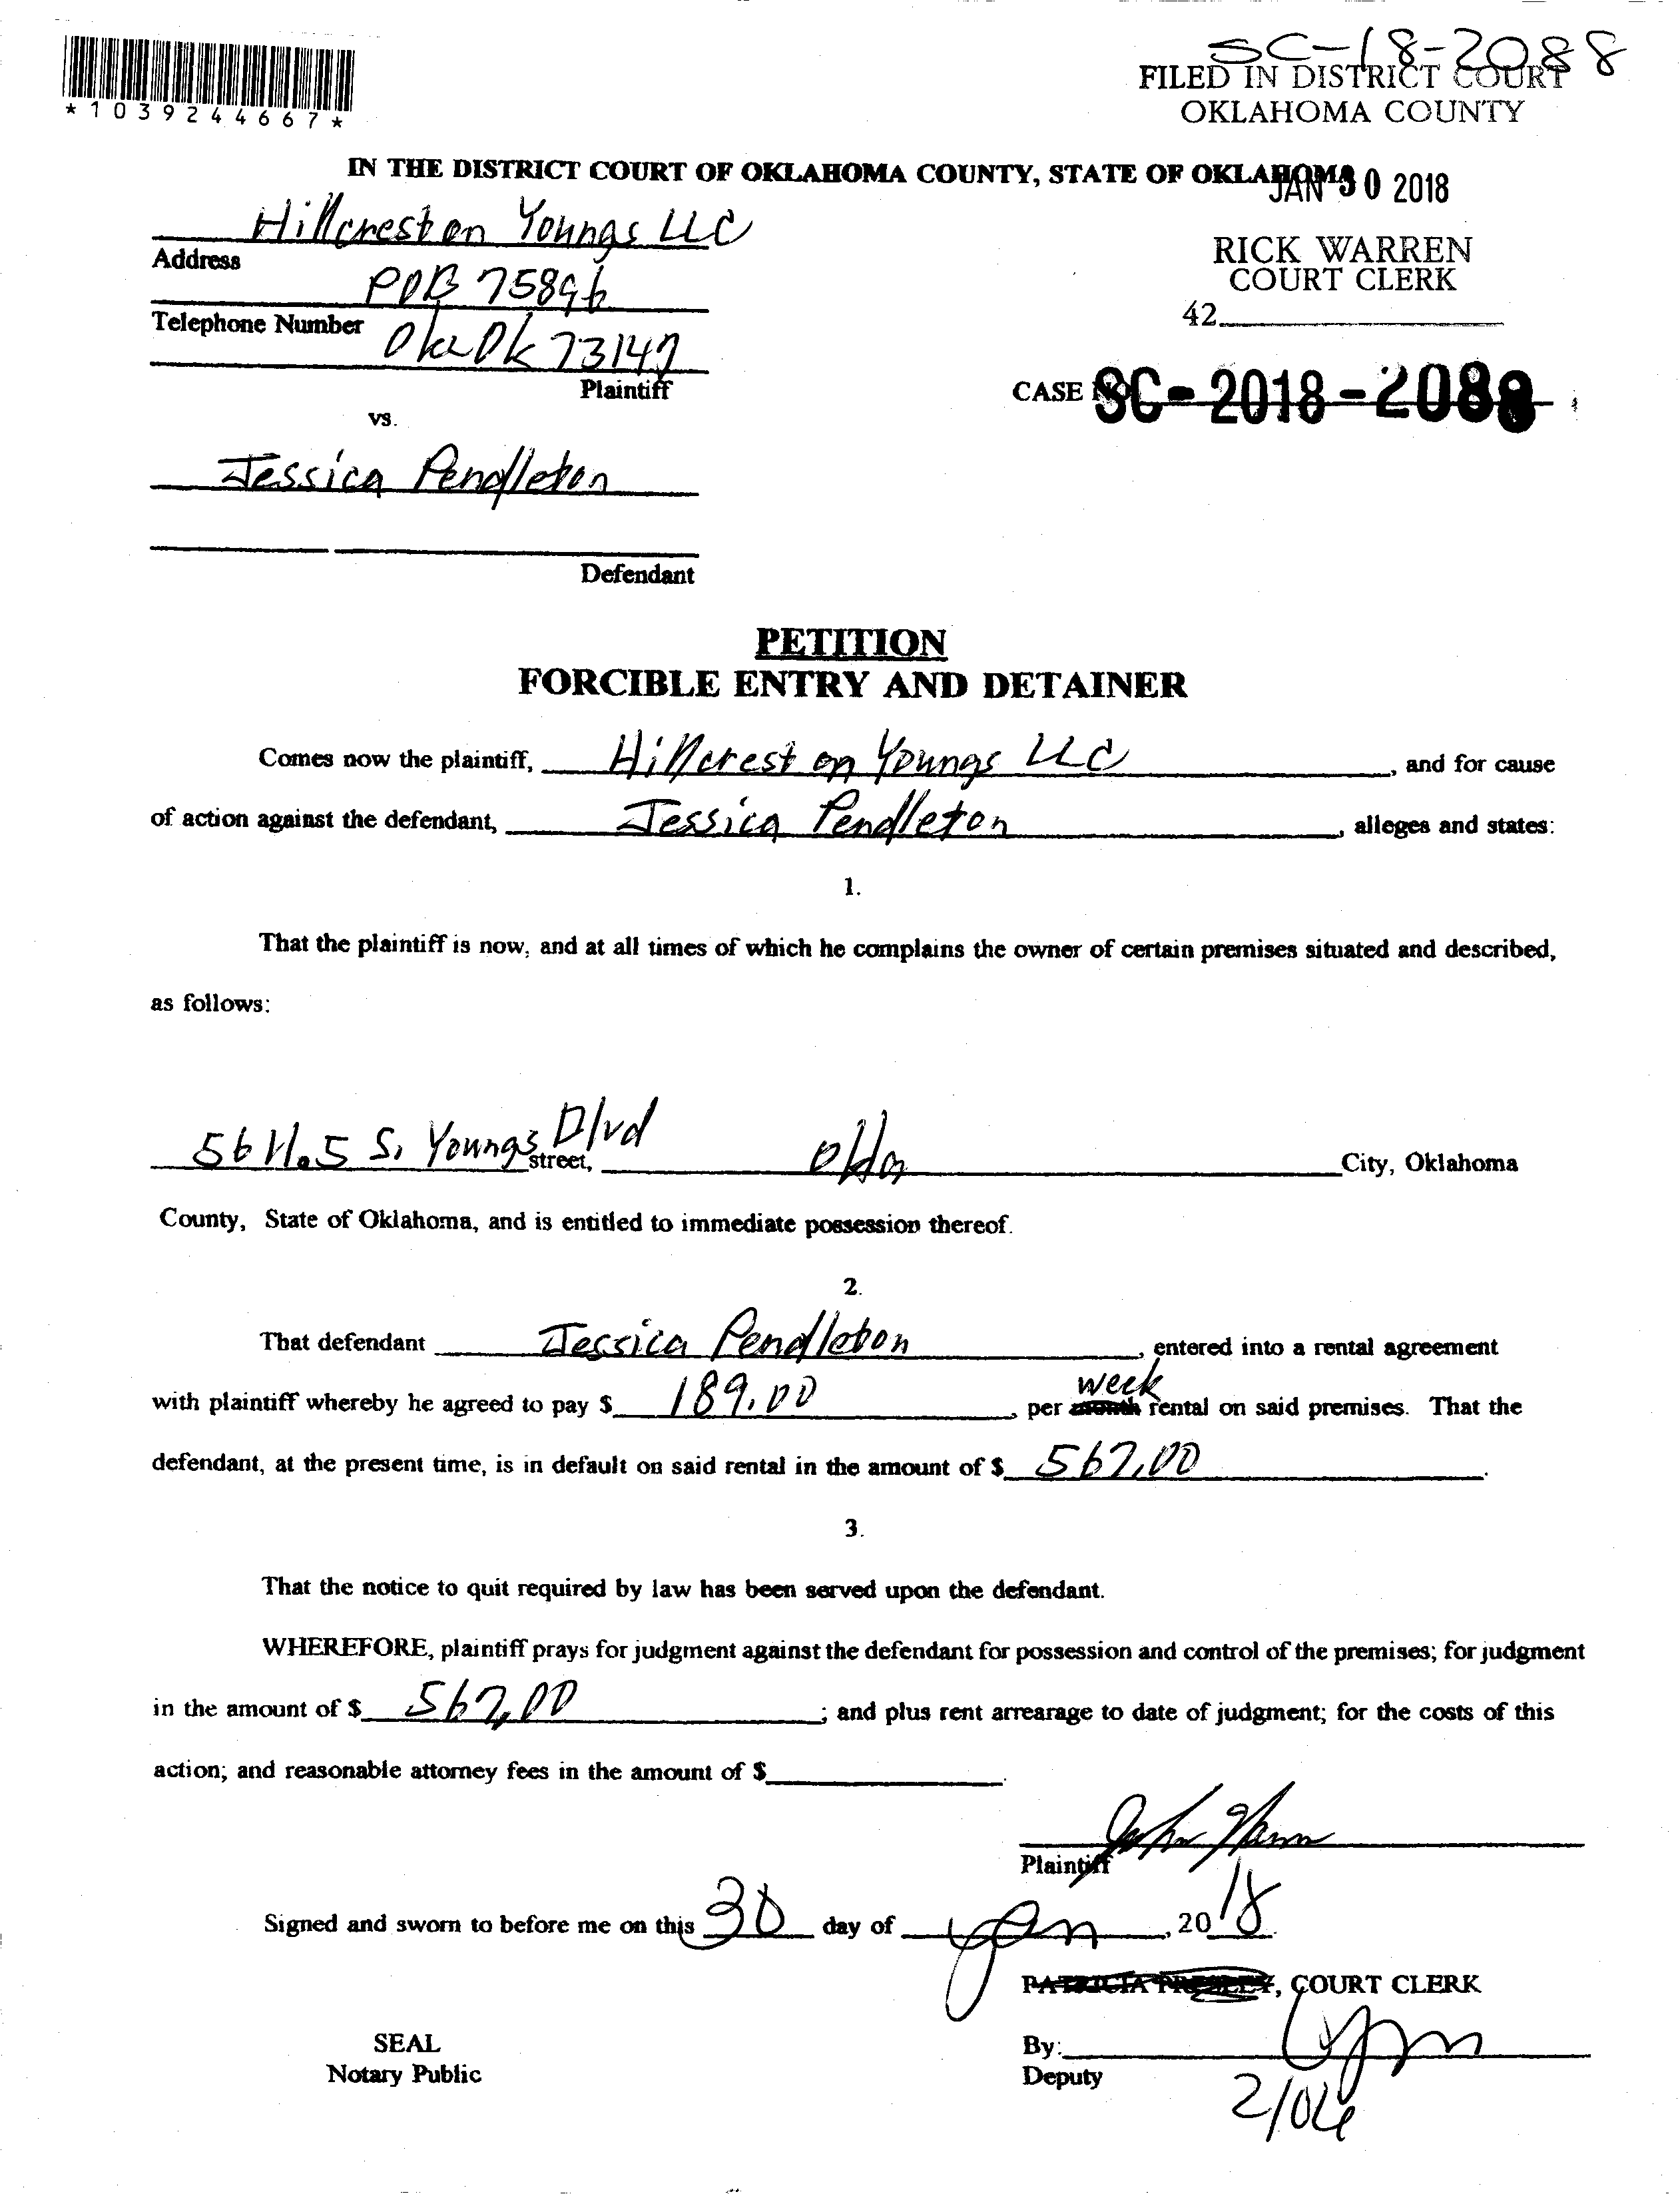 SC-18-2088
FILED IN DISTRICT COURT
OKLAHOMA COUNTY
*1039244667*
IN THE DISTRICT COURT OF OKLAHOMA COUNTY, STATE OF OKLAHOMA
JAN 30 2018
Hillcrest on Youngs LLC
RICK WARREN
COURT CLERK
Address
POB 75896
42
Telephone Number
Okc Ok 73147
Plaintiff
CASE NO. SC-2018-2088
vs.
Jessica Pendleton
Defendant
PETITION
FORCIBLE ENTRY AND DETAINER
Comes now the plaintiff, Hillcrest on Youngs LLC, and for cause
of action against the defendant, Jessica Pendleton, alleges and states:
1.
That the plaintiff is now, and at all times of which he complains the owner of certain premises situated and described,
as follows:
5611.5 S. Youngs Blvd street, City, Oklahoma
County, State of Oklahoma, and is entitled to immediate possession thereof.
2.
That defendant Jessica Pendleton, entered into a rental agreement
with plaintiff whereby he agreed to pay $ 189.00, per month week rental on said premises. That the
defendant, at the present time, is in default on said rental in the amount of $ 567.00.
3.
That the notice to quit required by law has been served upon the defendant.
WHEREFORE, plaintiff prays for judgment against the defendant for possession and control of the premises; for judgment
in the amount of $ 567.00; and plus rent arrearage to date of judgment; for the costs of this
action; and reasonable attorney fees in the amount of $.
Plaintiff
Signed and sworn to before me on this 30 day of Jan, 2018.
PATRICIA PRESLEY, COURT CLERK
SEAL
Notary Public
By:
Deputy